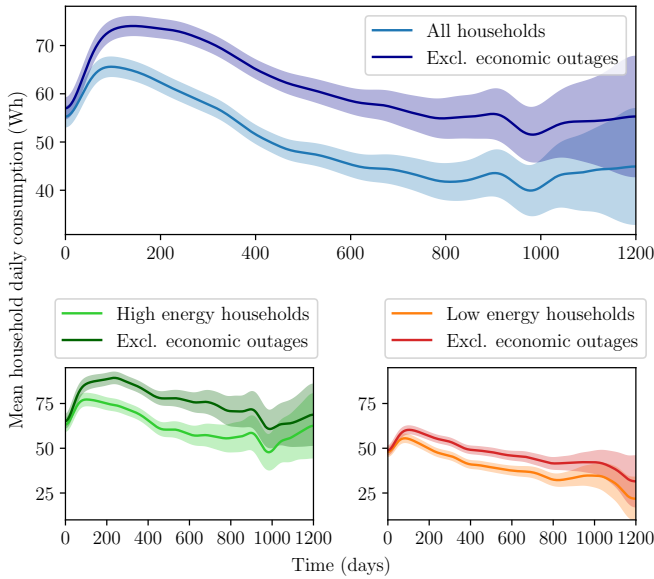 Mean household daily consumption (Wh)
70
60
50
40
All households
Excl. economic outages
0 200 400 600 800 1000 1200
High energy households
Excl. economic outages
Low energy households
Excl. economic outages
75
50
25
0 200 400 600 800 1000 1200
75
50
25
0 200 400 600 800 1000 1200
Time (days)